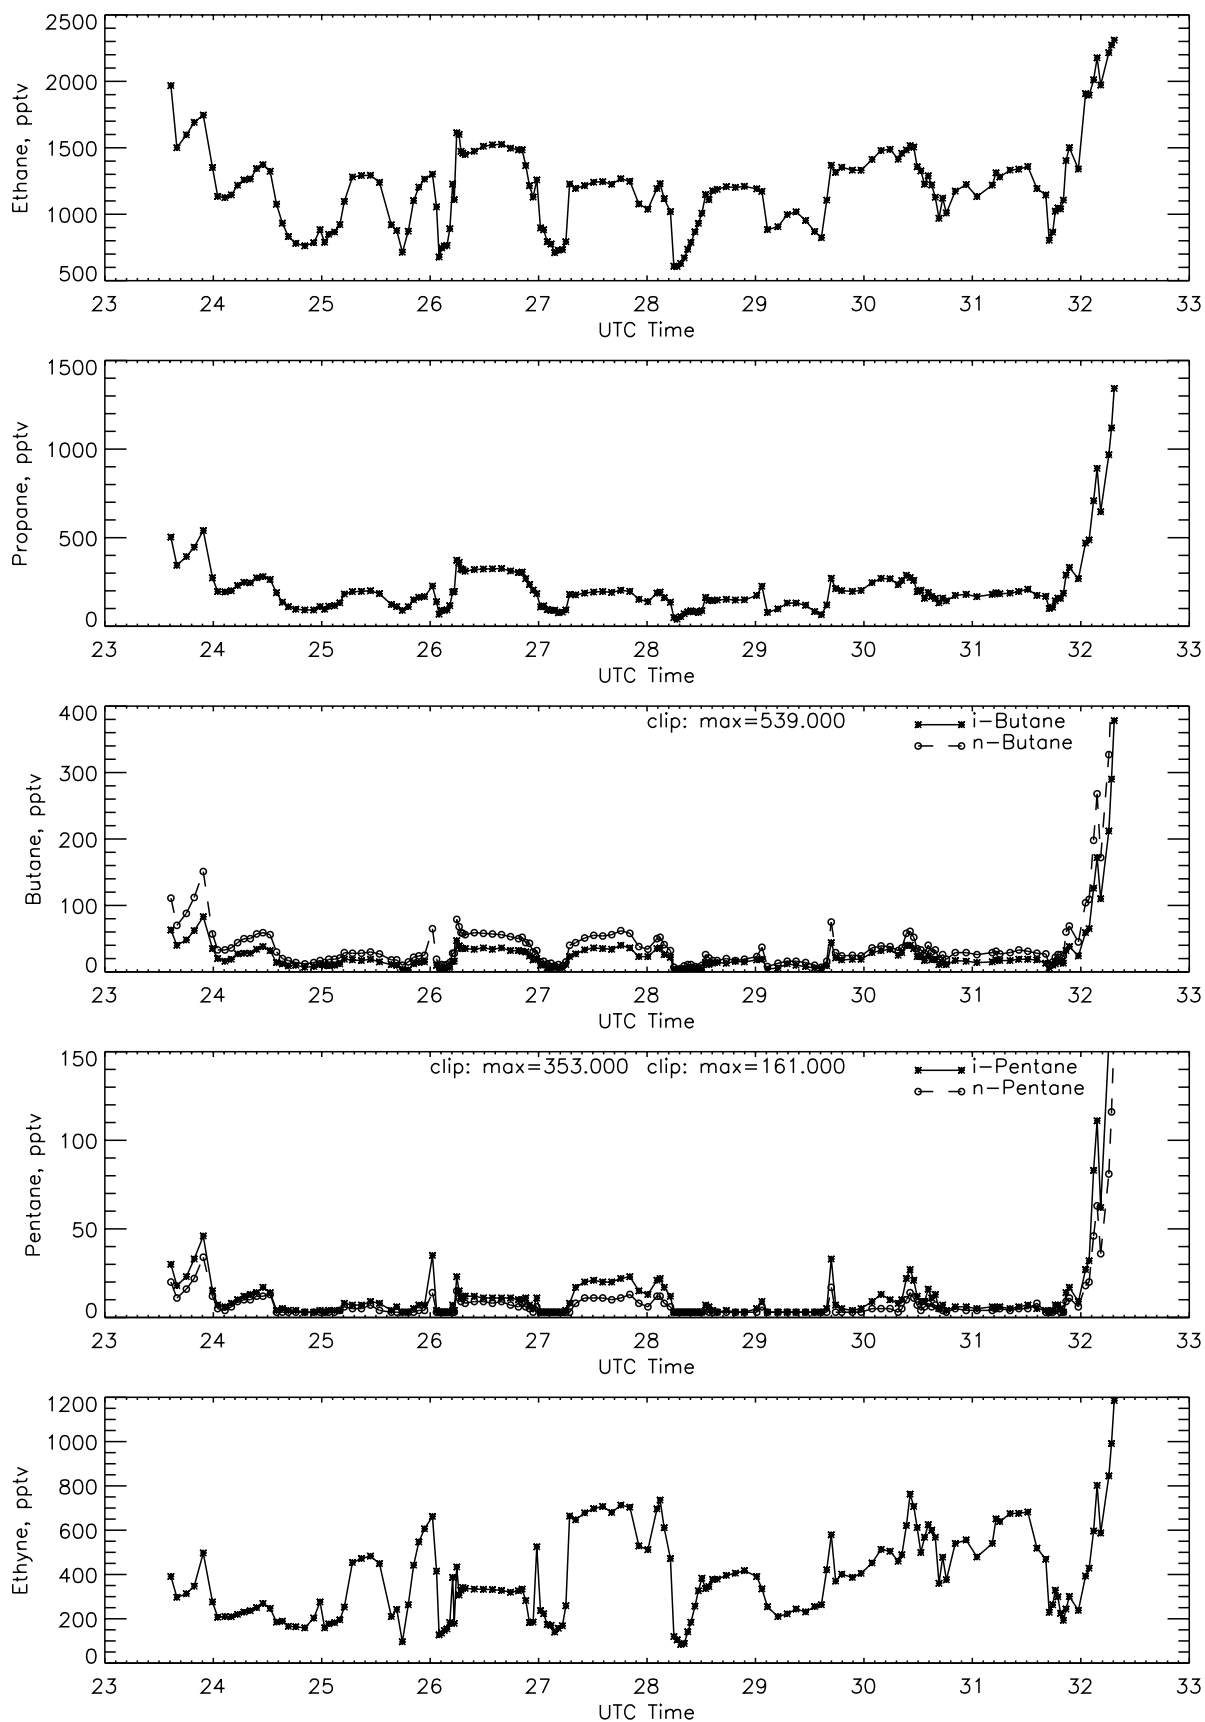 Ethane, pptv
2500
2000
1500
1000
500
23 24 25 26 27 28 29 30 31 32 33
UTC Time
Propane, pptv
1500
1000
500
0
23 24 25 26 27 28 29 30 31 32 33
UTC Time
Butane, pptv
clip: max=539.000
i-Butane
n-Butane
400
300
200
100
0
23 24 25 26 27 28 29 30 31 32 33
UTC Time
Pentane, pptv
clip: max=353.000 clip: max=161.000
i-Pentane
n-Pentane
150
100
50
0
23 24 25 26 27 28 29 30 31 32 33
UTC Time
Ethyne, pptv
1200
1000
800
600
400
200
0
23 24 25 26 27 28 29 30 31 32 33
UTC Time